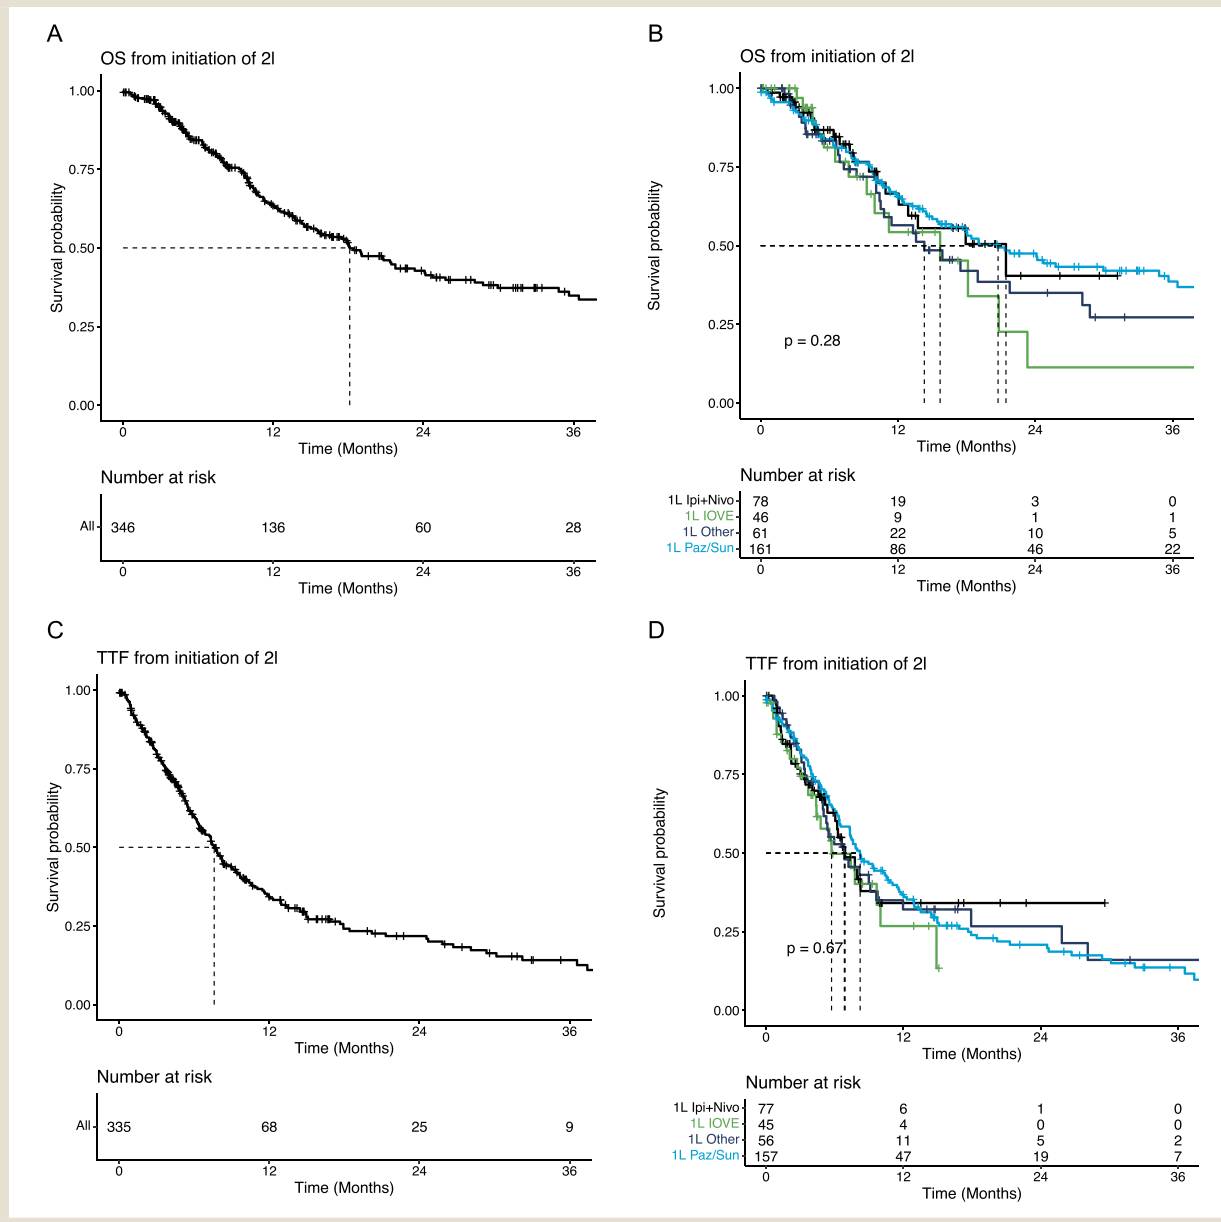 A
OS from initiation of 2l
Survival probability
1.00
0.75
0.50
0.25
0.00
0 12 24 36
Time (Months)
Number at risk
All 346 136 60 28
0 12 24 36
Time (Months)
B
OS from initiation of 2l
Survival probability
1.00
0.75
0.50
0.25
0.00
p = 0.28
0 12 24 36
Time (Months)
Number at risk
1L Ipi+Nivo 78 19 3 0
1L IOVE 46 9 1 1
1L Other 61 22 10 5
1L Paz/Sun 161 86 46 22
0 12 24 36
Time (Months)
C
TTF from initiation of 2l
Survival probability
1.00
0.75
0.50
0.25
0.00
0 12 24 36
Time (Months)
Number at risk
All 335 68 25 9
0 12 24 36
Time (Months)
D
TTF from initiation of 2l
Survival probability
1.00
0.75
0.50
0.25
0.00
p = 0.67
0 12 24 36
Time (Months)
Number at risk
1L Ipi+Nivo 77 6 1 0
1L IOVE 45 4 0 0
1L Other 56 11 5 2
1L Paz/Sun 157 47 19 7
0 12 24 36
Time (Months)